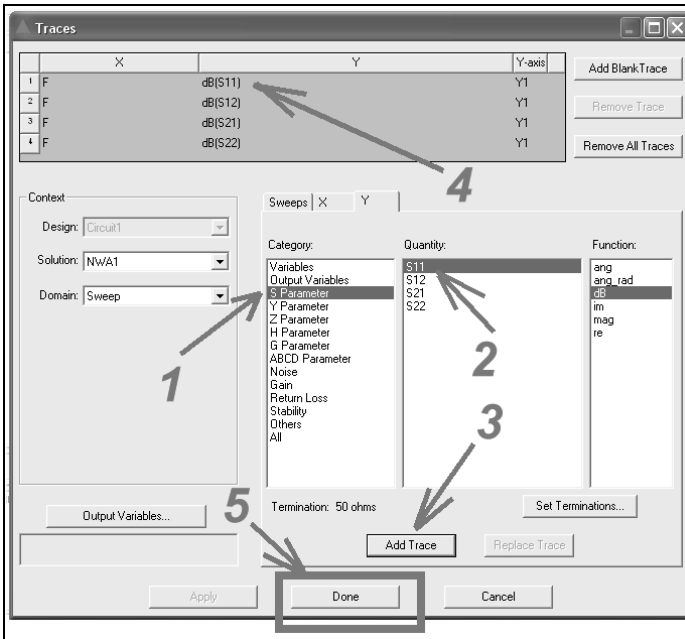 Traces
X Y Y-axis
1 F dB(S11) Y1
2 F dB(S12) Y1
3 F dB(S21) Y1
4 F dB(S22) Y1
Add BlankTrace
Remove Trace
Remove All Traces
4
Context
Design: Circuit1
Solution: NWA1
Domain: Sweep
Sweeps X Y
Category:
Variables
Output Variables
S Parameter
Y Parameter
Z Parameter
H Parameter
G Parameter
ABCD Parameter
Noise
Gain
Return Loss
Stability
Others
All
1
Quantity:
S11
S12
S21
S22
2
Function:
ang
ang_rad
dB
im
mag
re
3
Termination: 50 ohms
Set Terminations...
Output Variables...
5
Add Trace
Replace Trace
Apply
Done
Cancel